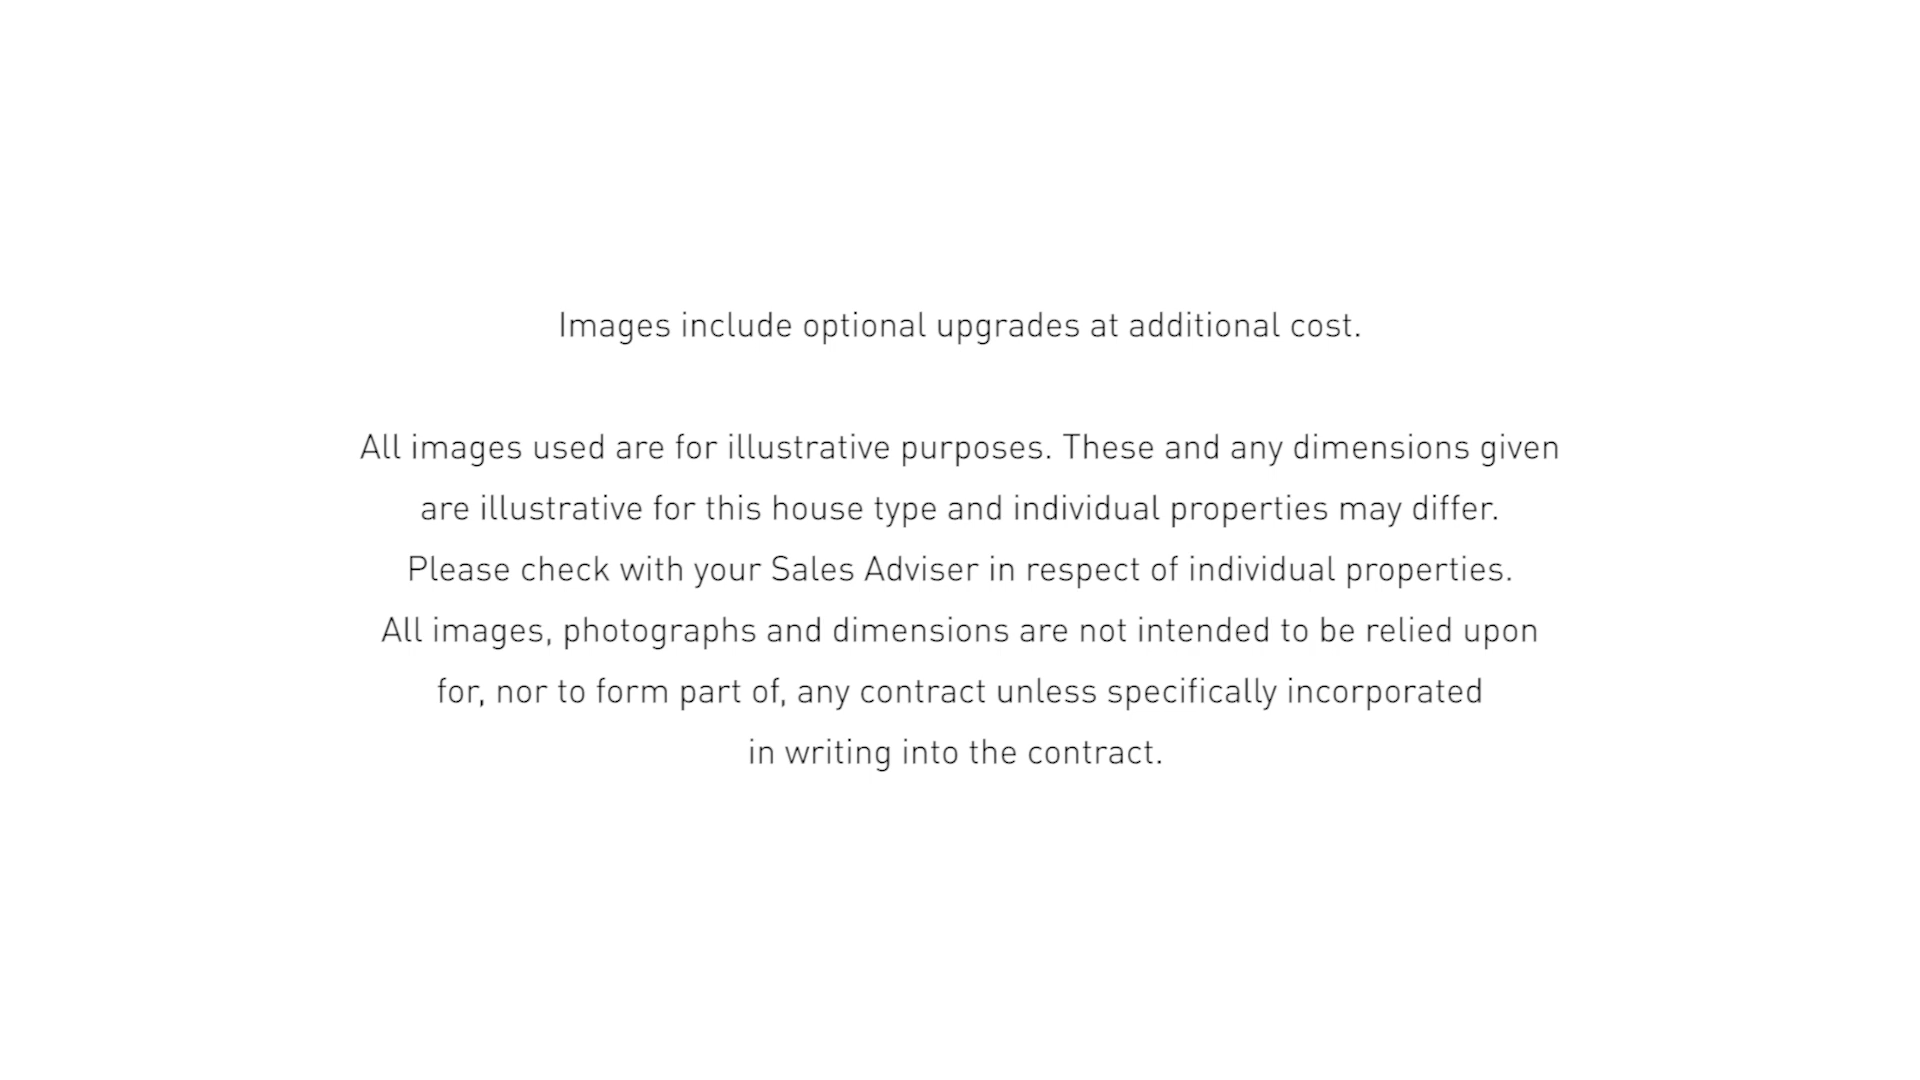 Images include optional upgrades at additional cost.
All images used are for illustrative purposes. These and any dimensions given
are illustrative for this house type and individual properties may differ.
Please check with your Sales Adviser in respect of individual properties.
All images, photographs and dimensions are not intended to be relied upon
for, nor to form part of, any contract unless specifically incorporated
in writing into the contract.